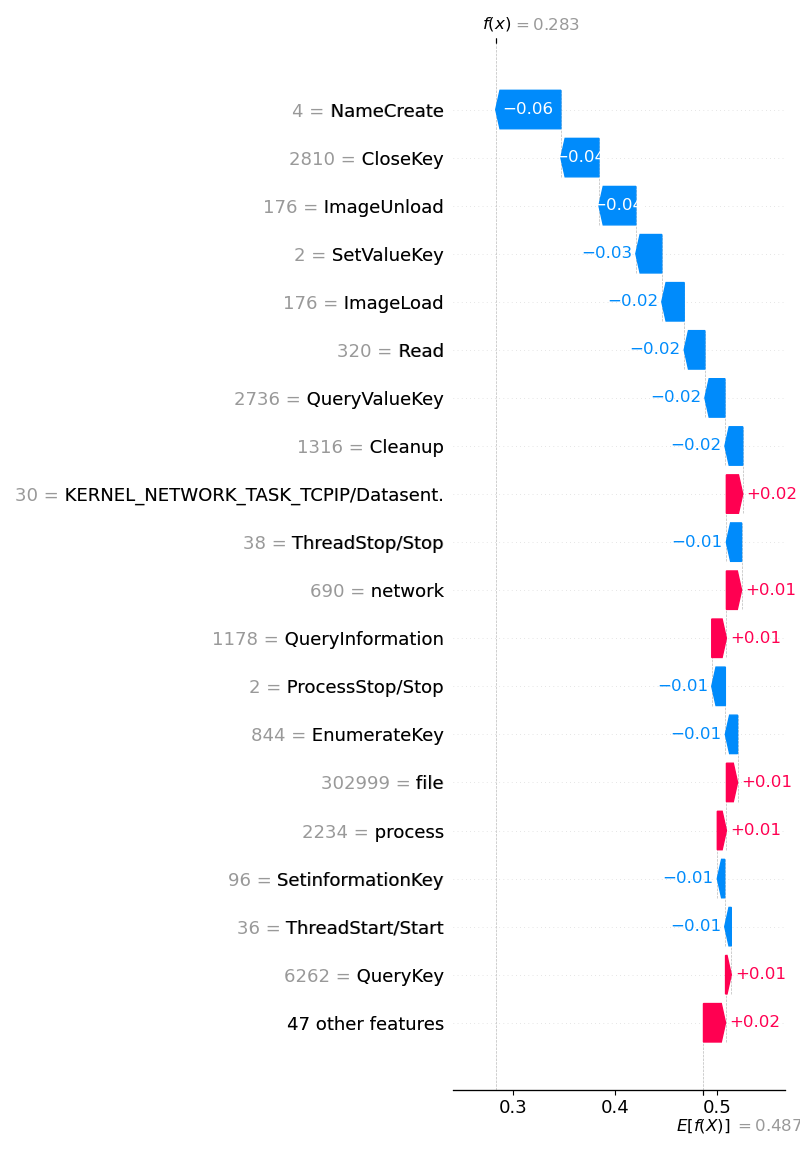 f(x) = 0.283
4 = NameCreate −0.06
2810 = CloseKey −0.04
176 = ImageUnload −0.04
2 = SetValueKey −0.03
176 = ImageLoad −0.02
320 = Read −0.02
2736 = QueryValueKey −0.02
1316 = Cleanup −0.02
30 = KERNEL_NETWORK_TASK_TCPIP/Datasent. +0.02
38 = ThreadStop/Stop −0.01
690 = network +0.01
1178 = QueryInformation +0.01
2 = ProcessStop/Stop −0.01
844 = EnumerateKey −0.01
302999 = file +0.01
2234 = process +0.01
96 = SetinformationKey −0.01
36 = ThreadStart/Start −0.01
6262 = QueryKey +0.01
47 other features +0.02
0.3 0.4 0.5
E[f(X)] = 0.487